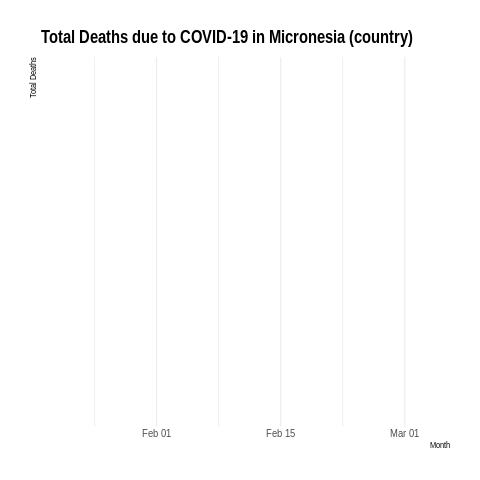 Total Deaths due to COVID-19 in Micronesia (country)
Total Deaths
Feb 01
Feb 15
Mar 01
Month